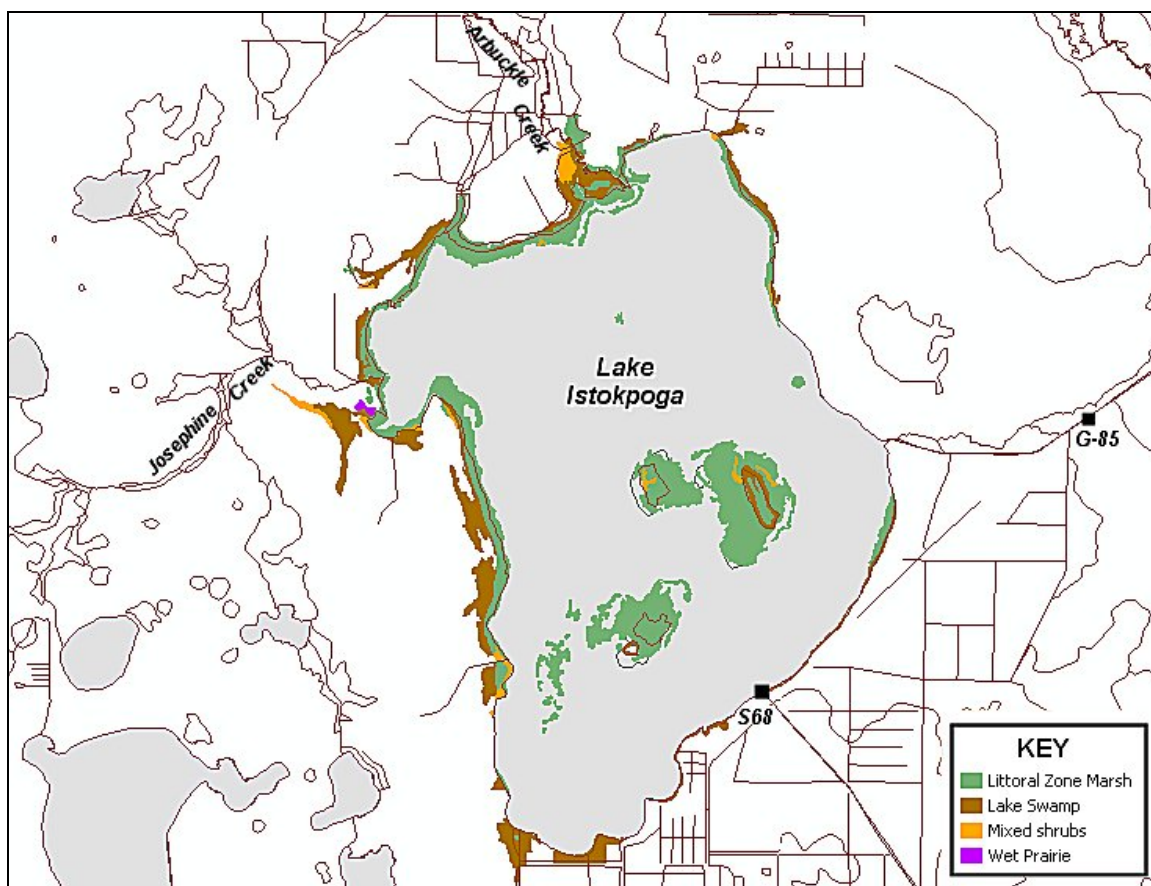 Arbuckle
Creek
Lake
Istokpoga
Josephine Creek
G-85
S68
KEY
Littoral Zone Marsh
Lake Swamp
Mixed shrubs
Wet Prairie